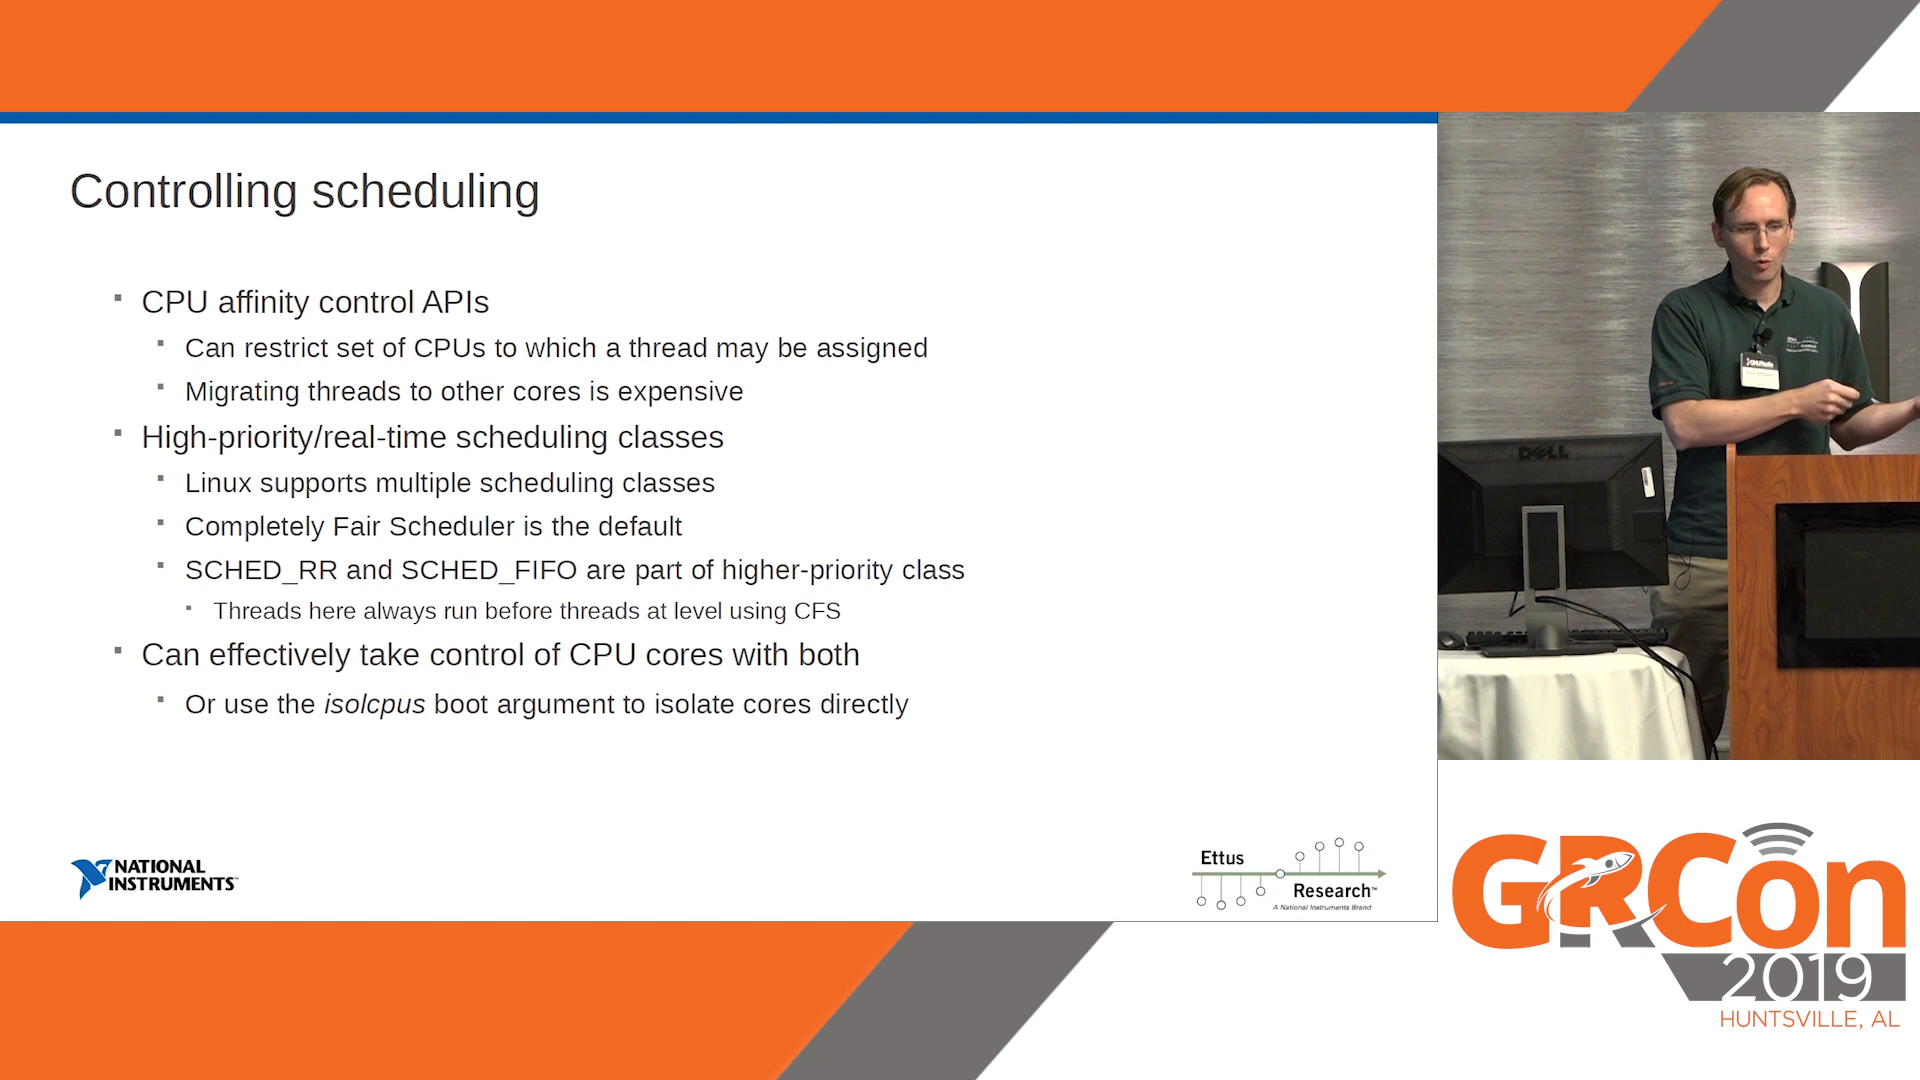 Controlling scheduling
CPU affinity control APIs
Can restrict set of CPUs to which a thread may be assigned
Migrating threads to other cores is expensive
High-priority/real-time scheduling classes
Linux supports multiple scheduling classes
Completely Fair Scheduler is the default
SCHED_RR and SCHED_FIFO are part of higher-priority class
Threads here always run before threads at level using CFS
Can effectively take control of CPU cores with both
Or use the isolcpus boot argument to isolate cores directly
NATIONAL
INSTRUMENTS™
Ettus
Research™
A National Instruments Brand
DELL
GRCon
2019
HUNTSVILLE, AL